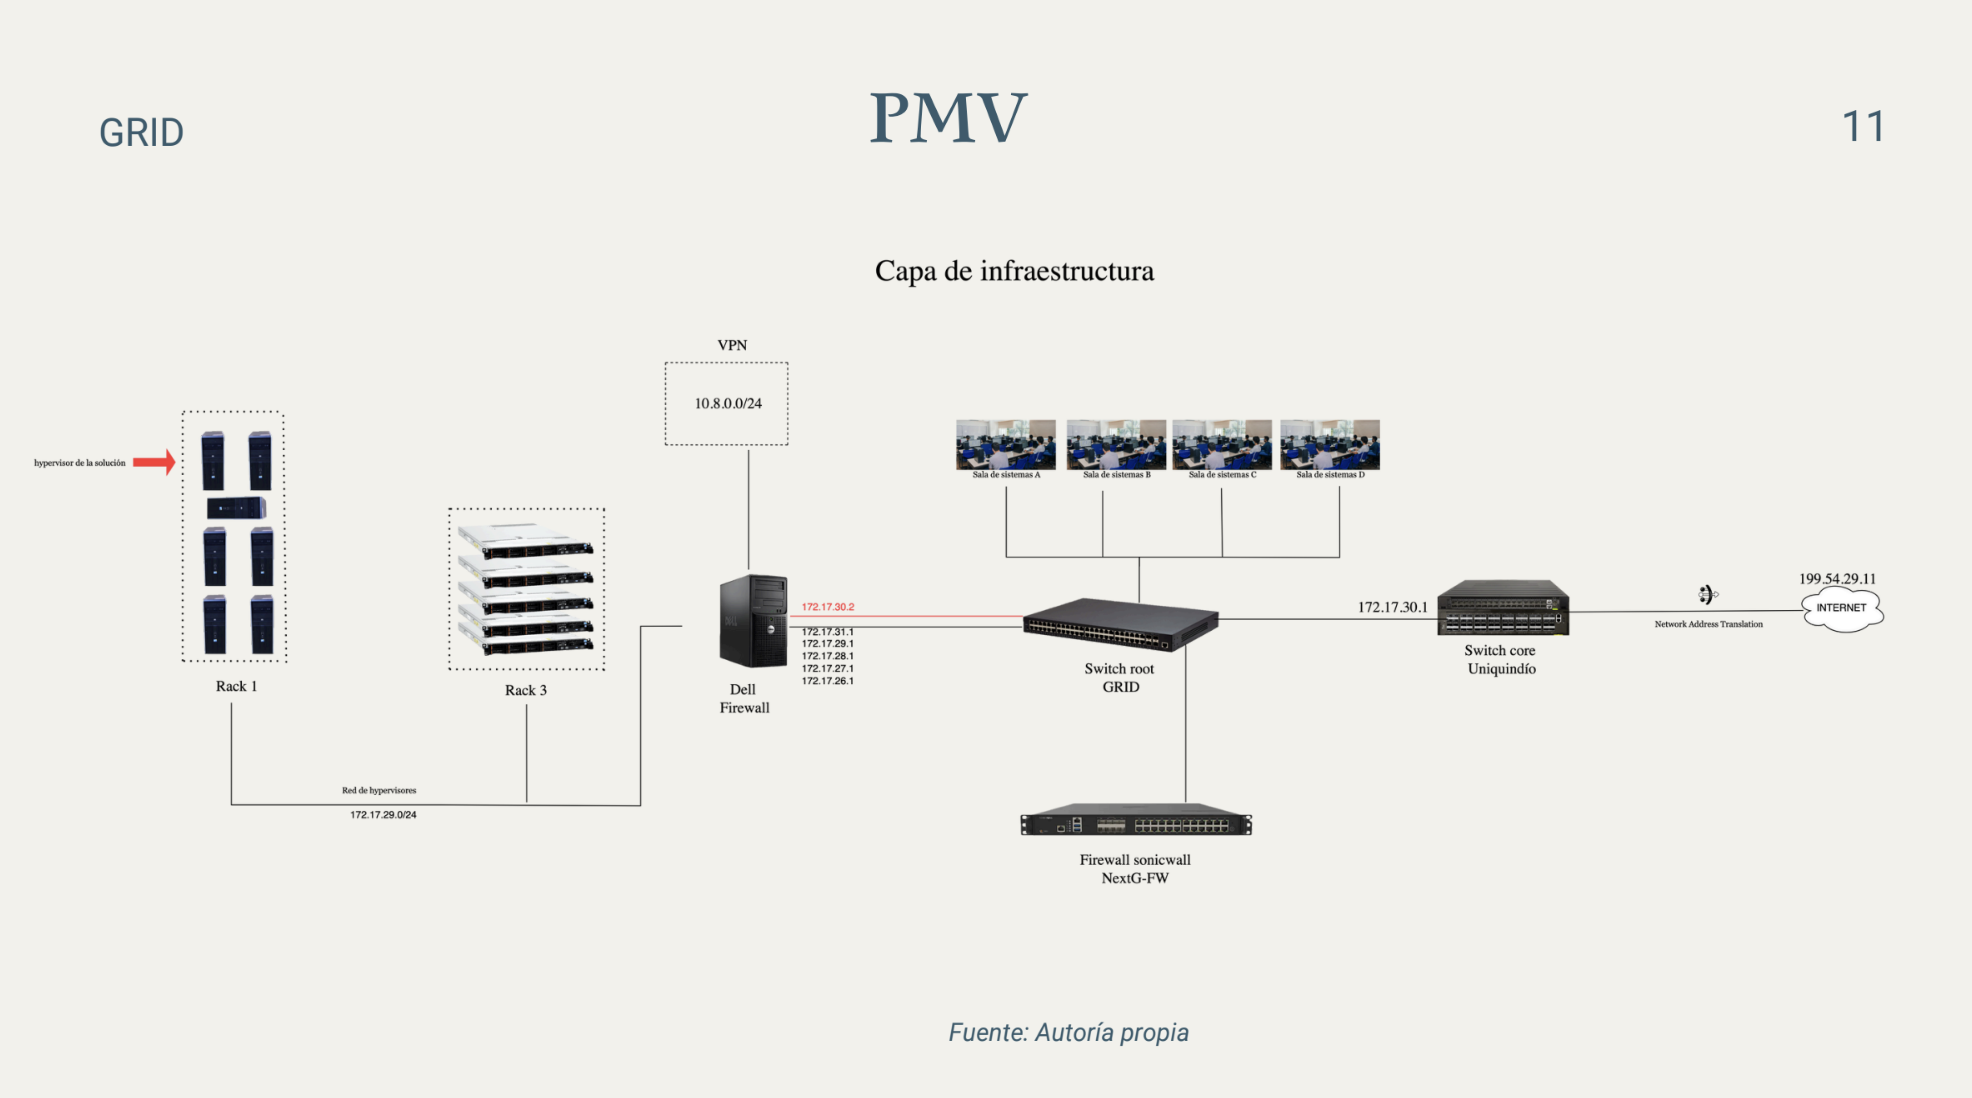 GRID
PMV
11
Capa de infraestructura
VPN
10.8.0.0/24
hypervisor de la solución
Sala de sistemas A
Sala de sistemas B
Sala de sistemas C
Sala de sistemas D
Rack 1
Rack 3
Red de hypervisores
172.17.29.0/24
Dell
Firewall
172.17.30.2
172.17.31.1
172.17.29.1
172.17.28.1
172.17.27.1
172.17.26.1
Switch root
GRID
172.17.30.1
Switch core
Uniquindío
Network Address Translation
199.54.29.11
INTERNET
Firewall sonicwall
NextG-FW
Fuente: Autoría propia